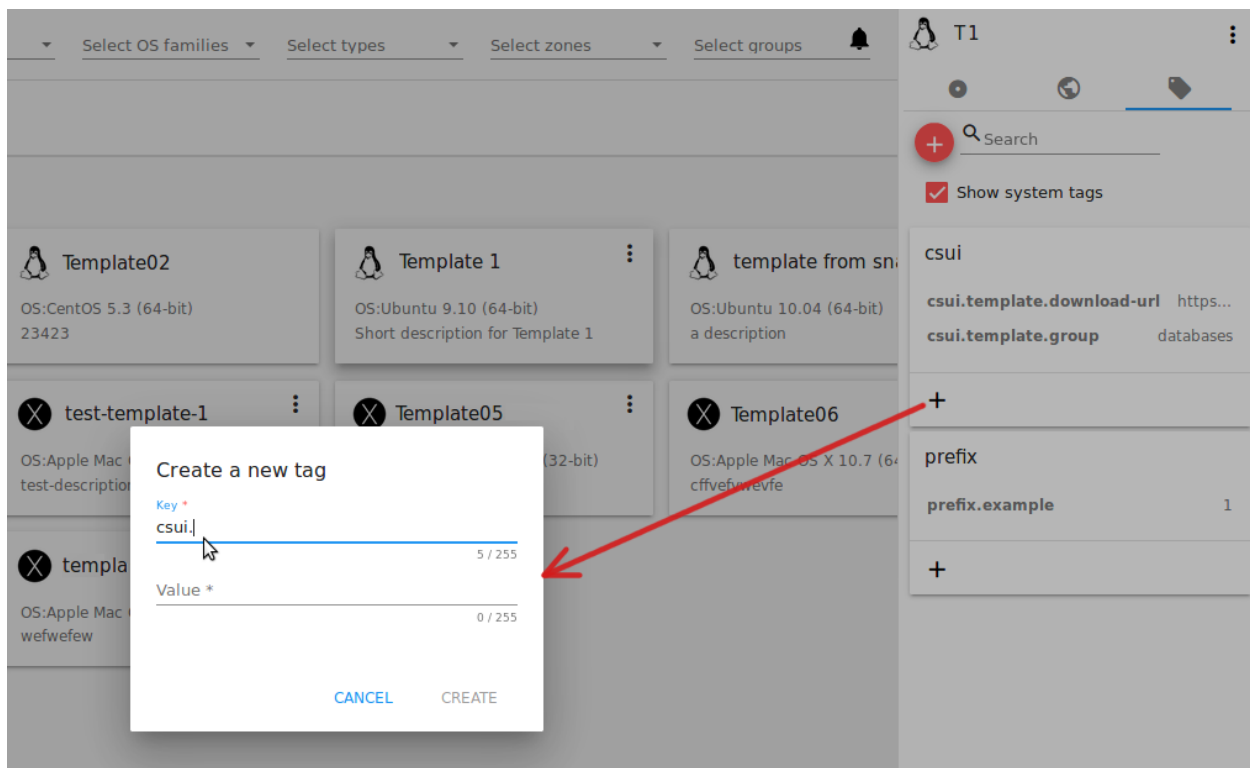 Select OS families
Select types
Select zones
Select groups
T1
Search
Show system tags
Template02
OS:CentOS 5.3 (64-bit)
23423
Template 1
OS:Ubuntu 9.10 (64-bit)
Short description for Template 1
template from sna
OS:Ubuntu 10.04 (64-bit)
a description
csui
csui.template.download-url https...
csui.template.group databases
+
test-template-1
OS:Apple Mac
test-description
Template05
(32-bit)
Template06
OS:Apple Mac OS X 10.7 (64
cffvefvwevfe
prefix
prefix.example 1
+
templa
OS:Apple Mac
wefwefew
Create a new tag
Key *
csui.
5 / 255
Value *
0 / 255
CANCEL
CREATE